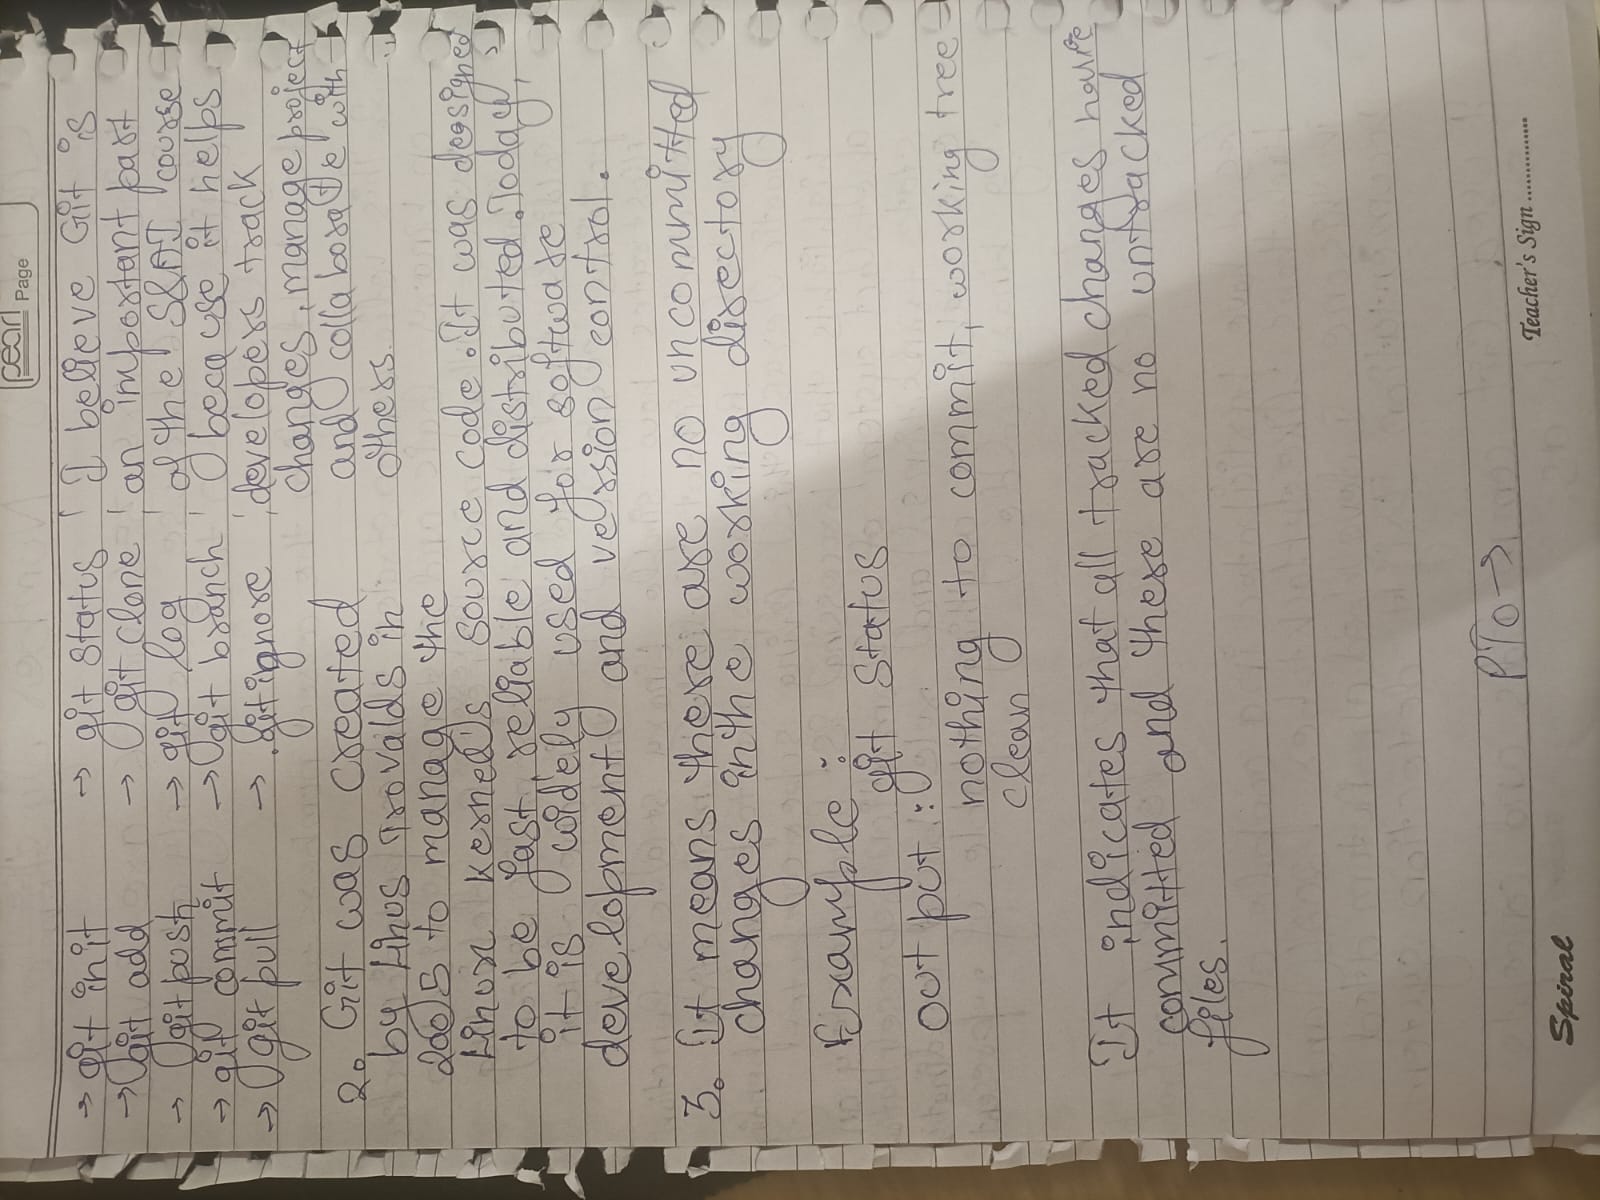 pearl Page
→ git init → git status I believe Git is
→ git add → git clone an important part
→ git push → git log of the S&AI course
→ git commit → git branch because it helps
→ git pull → .gitignore developers track
changes, manage project
2. Git was created and collaborate with
by Linus Trovalds in others.
2005 to manage the
Linux kernel's source code. It was desgined
to be fast, reliable and distributed. Today,
it is widely used for software
development and version control.
3. It means there are no uncommitted
changes in the working directory
Example :
git status
out put :
nothing to commit, working tree
clean
It indicates that all tracked changes have
committed and there are no untracked
files.
PTO →
Spiral Teacher's Sign ..............